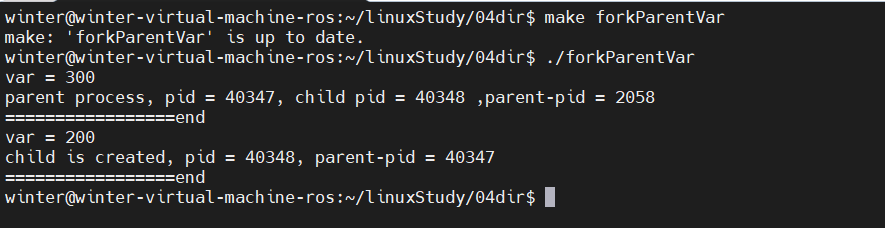 winter@winter-virtual-machine-ros:~/linuxStudy/04dir$ make forkParentVar
make: 'forkParentVar' is up to date.
winter@winter-virtual-machine-ros:~/linuxStudy/04dir$ ./forkParentVar
var = 300
parent process, pid = 40347, child pid = 40348 ,parent-pid = 2058
=================end
var = 200
child is created, pid = 40348, parent-pid = 40347
=================end
winter@winter-virtual-machine-ros:~/linuxStudy/04dir$